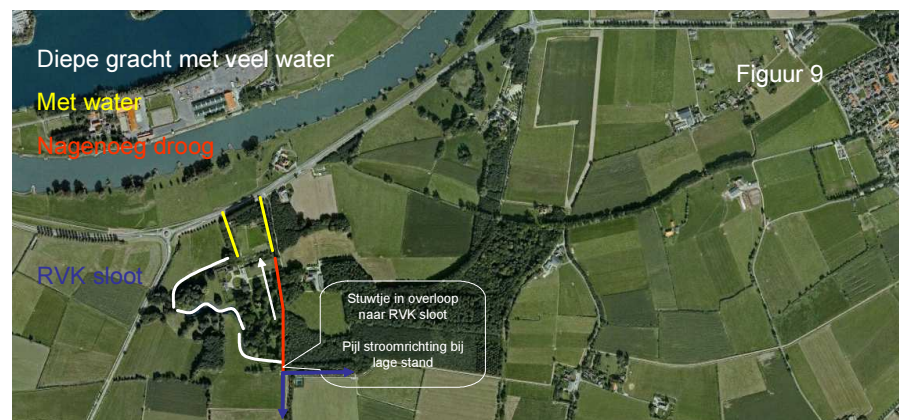 Diepe gracht met veel water
Figuur 9
Met water
Nagenoeg droog
RVK sloot
Stuwtje in overloop
naar RVK sloot
Pijl stroomrichting bij
lage stand